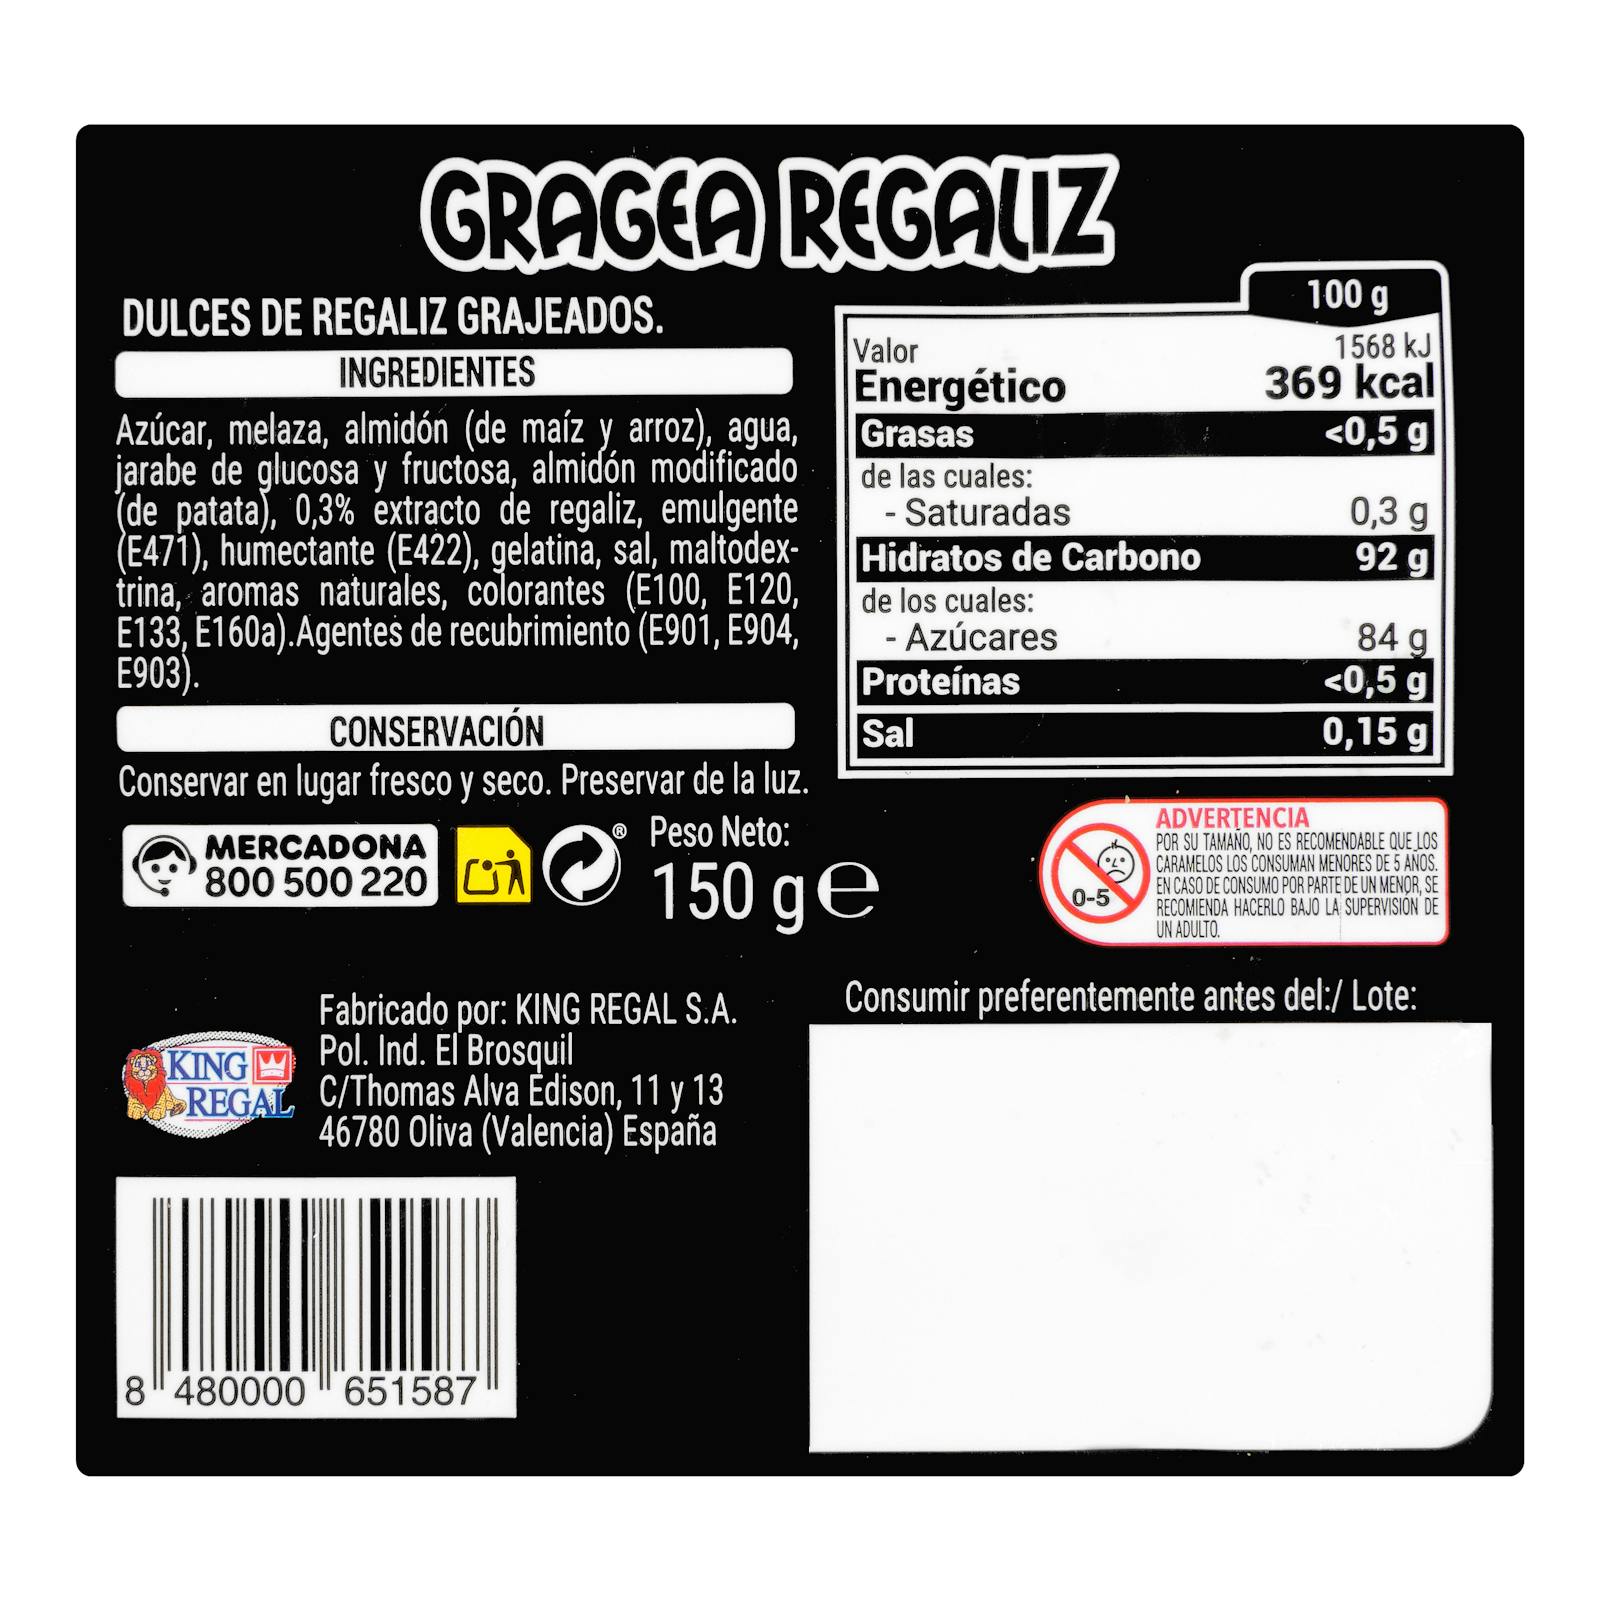 GRAGEA REGALIZ
DULCES DE REGALIZ GRAJEADOS.
INGREDIENTES
Azúcar, melaza, almidón (de maíz y arroz), agua,
jarabe de glucosa y fructosa, almidón modificado
(de patata), 0,3% extracto de regaliz, emulgente
(E471), humectante (E422), gelatina, sal, maltodex-
trina, aromas naturales, colorantes (E100, E120,
E133, E160a).Agentes de recubrimiento (E901, E904,
E903).
CONSERVACIÓN
Conservar en lugar fresco y seco. Preservar de la luz.
MERCADONA
800 500 220
®
Peso Neto:
150 g e
100 g
Valor 1568 kJ
Energético 369 kcal
Grasas <0,5 g
de las cuales:
- Saturadas 0,3 g
Hidratos de Carbono 92 g
de los cuales:
- Azúcares 84 g
Proteínas <0,5 g
Sal 0,15 g
0-5
ADVERTENCIA
POR SU TAMAÑO, NO ES RECOMENDABLE QUE LOS
CARAMELOS LOS CONSUMAN MENORES DE 5 AÑOS.
EN CASO DE CONSUMO POR PARTE DE UN MENOR, SE
RECOMIENDA HACERLO BAJO LA SUPERVISIÓN DE
UN ADULTO.
KING
REGAL
Fabricado por: KING REGAL S.A.
Pol. Ind. El Brosquil
C/Thomas Alva Edison, 11 y 13
46780 Oliva (Valencia) España
Consumir preferentemente antes del:/ Lote:
8 480000 651587